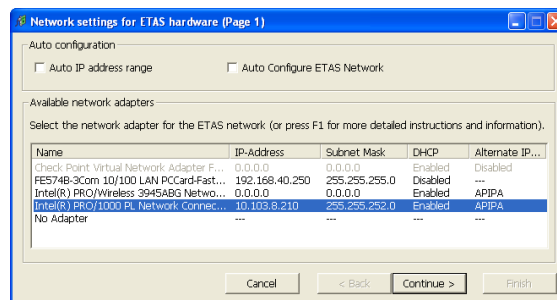 Network settings for ETAS hardware (Page 1)
Auto configuration
Auto IP address range Auto Configure ETAS Network
Available network adapters
Select the network adapter for the ETAS network (or press F1 for more detailed instructions and information).
Name IP-Address Subnet Mask DHCP Alternate IP...
Check Point Virtual Network Adapter F... 0.0.0.0 0.0.0.0 Enabled Disabled
FE574B-3Com 10/100 LAN PCCard-Fast... 192.168.40.250 255.255.255.0 Disabled ---
Intel(R) PRO/Wireless 3945ABG Netwo... 0.0.0.0 0.0.0.0 Enabled APIPA
Intel(R) PRO/1000 PL Network Connec... 10.103.8.210 255.255.252.0 Enabled APIPA
No Adapter --- --- --- ---
Cancel < Back Continue > Finish